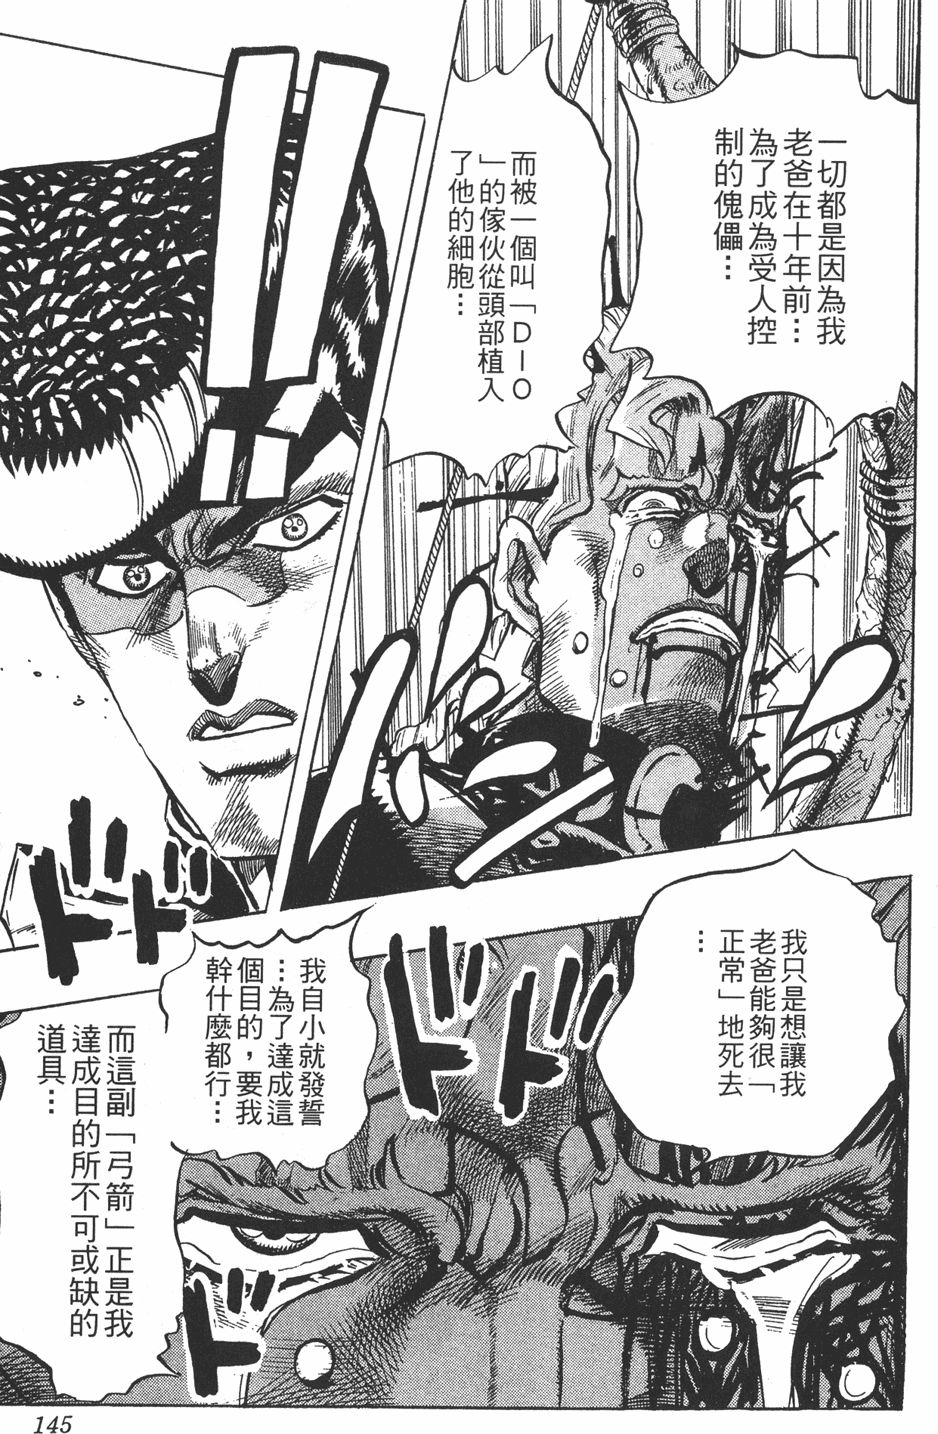 一切都是因為我
老爸在十年前⋯
為了成為受人控
制的傀儡⋯
而被一個叫「DIO
」的傢伙從頭部植入
了他的細胞⋯
!!
我只是想讓我
老爸能夠很「
正常」地死去
⋯
ドド
我自小就發誓
⋯為了達成這
個目的，要我
幹什麼都行⋯
ドド
而這副「弓箭」正是我
達成目的所不可或缺的
道具⋯
ド
145